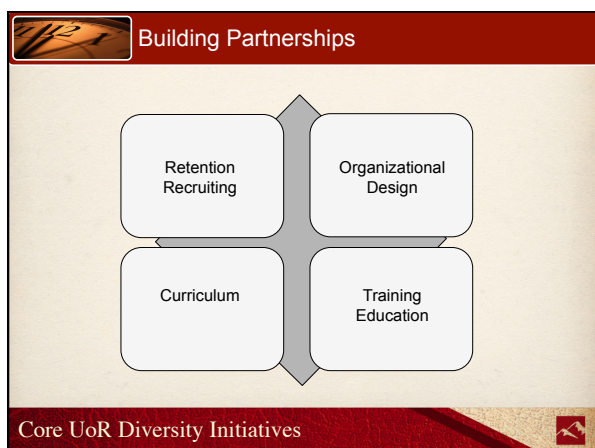 Building Partnerships
Retention
Recruiting
Organizational
Design
Curriculum
Training
Education
Core UoR Diversity Initiatives